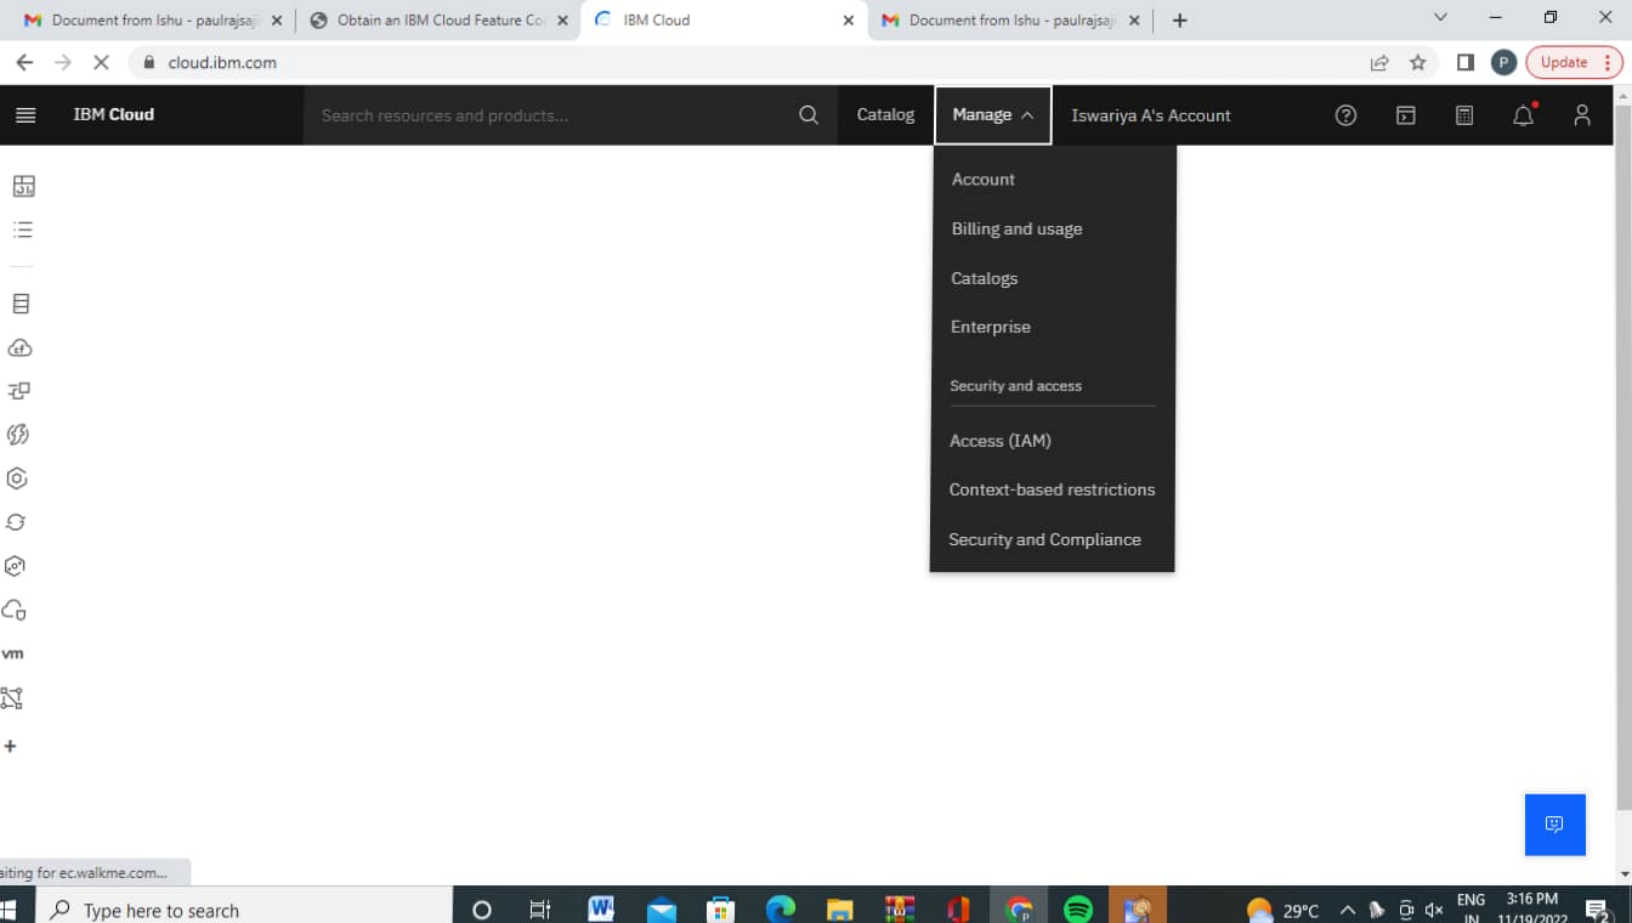 Document from Ishu - paulrajsaj
Obtain an IBM Cloud Feature Co
IBM Cloud
Document from Ishu - paulrajsaj
cloud.ibm.com
P
Update
IBM Cloud
Search resources and products...
Catalog
Manage
Iswariya A's Account
Account
Billing and usage
Catalogs
Enterprise
Security and access
Access (IAM)
Context-based restrictions
Security and Compliance
vm
aiting for ec.walkme.com...
Type here to search
29°C
ENG
IN
3:16 PM
11/19/2022
2